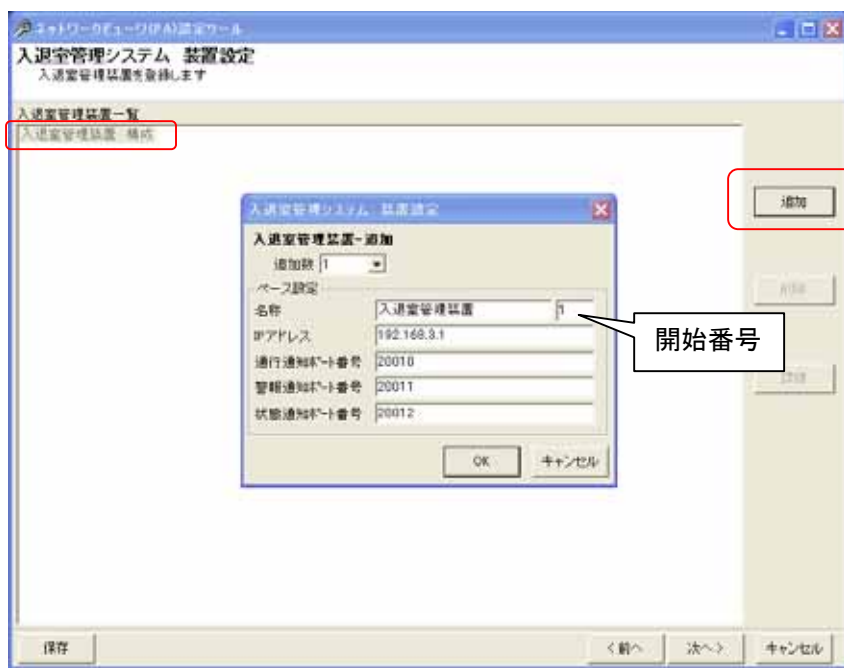 ネットワークビューワ(PA)設定ツール
入退室管理システム 装置設定
入退室管理装置を登録します
入退室管理装置一覧
入退室管理装置 構成
追加
入退室管理システム 装置設定
入退室管理装置-追加
追加数 1
ベース設定
名称 入退室管理装置 1
IPアドレス 192.168.3.1
通行通知ポート番号 20010
警報通知ポート番号 20011
状態通知ポート番号 20012
OK キャンセル
開始番号
削除
保存 <前へ 次へ> キャンセル